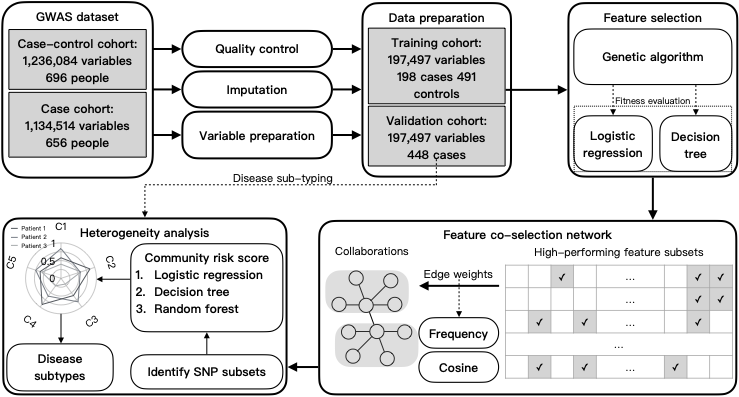 GWAS dataset
Case-control cohort:
1,236,084 variables
696 people
Case cohort:
1,134,514 variables
656 people
Quality control
Imputation
Variable preparation
Data preparation
Training cohort:
197,497 variables
198 cases 491
controls
Validation cohort:
197,497 variables
448 cases
Feature selection
Genetic algorithm
Fitness evaluation
Logistic
regression
Decision
tree
Disease sub-typing
Heterogeneity analysis
Patient 1
Patient 2
Patient 3
C1
C2
C3
C4
C5
1
0.5
0
Community risk score
1. Logistic regression
2. Decision tree
3. Random forest
Disease
subtypes
Identify SNP subsets
Feature co-selection network
Collaborations
Edge weights
Frequency
Cosine
High-performing feature subsets
✓ ... ✓ ✓
... ✓ ✓
✓ ✓ ... ✓
...
✓ ✓ ... ✓